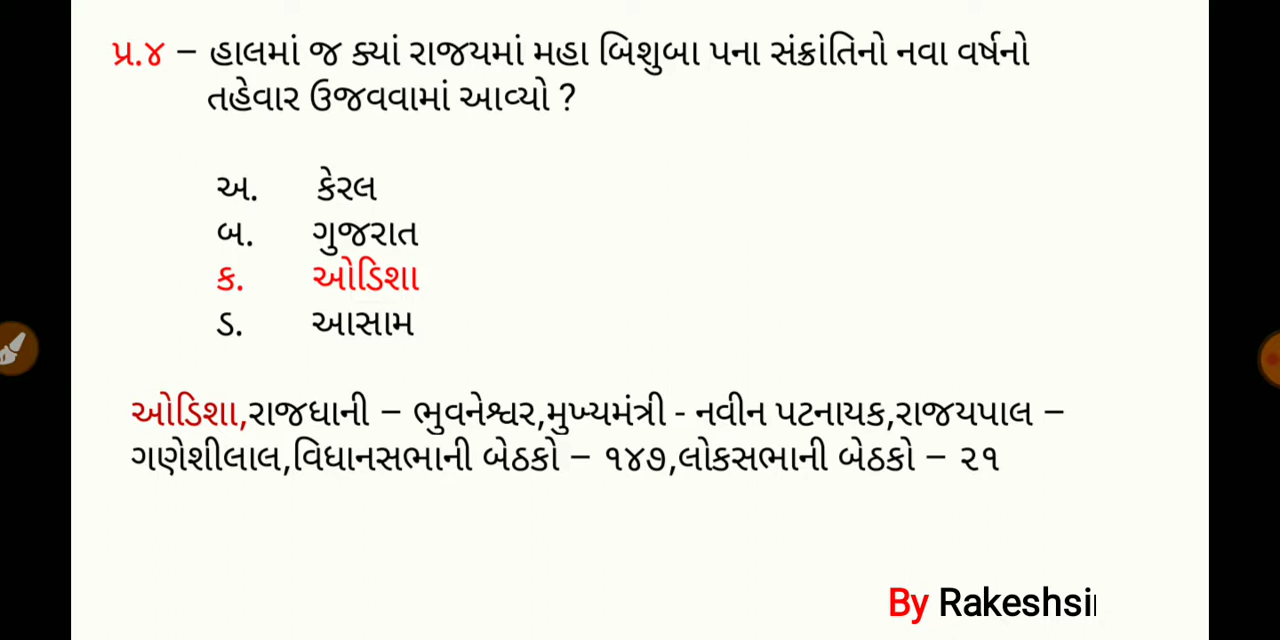 પ્ર.૪ – હાલમાં જ ક્યાં રાજયમાં મહા બિશુબા પના સંક્રાંતિનો નવા વર્ષનો
તહેવાર ઉજવવામાં આવ્યો ?
અ. કેરલ
બ. ગુજરાત
ક. ઓડિશા
ડ. આસામ
ઓડિશા,રાજધાની – ભુવનેશ્વર,મુખ્યમંત્રી - નવીન પટનાયક,રાજયપાલ –
ગણેશીલાલ,વિધાનસભાની બેઠકો – ૧૪૭,લોકસભાની બેઠકો – ૨૧
By Rakeshsi